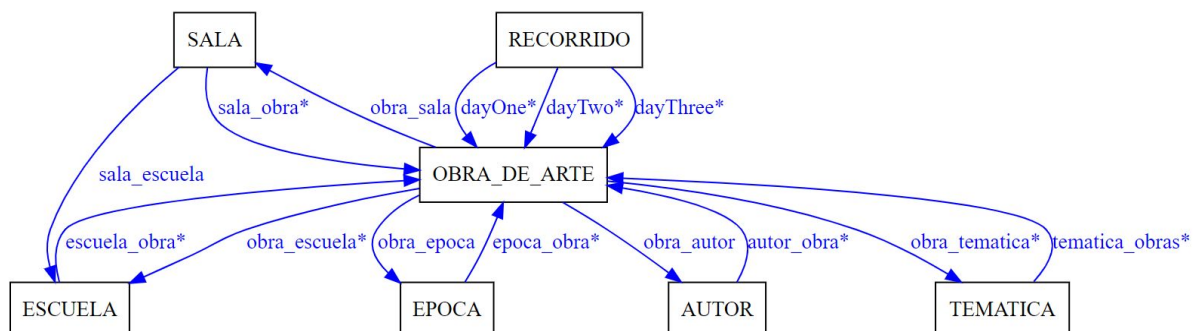 SALA
RECORRIDO
sala_obra*
obra_sala
dayOne*
dayTwo*
dayThree*
sala_escuela
OBRA_DE_ARTE
escuela_obra*
obra_escuela*
obra_epoca
epoca_obra*
obra_autor
autor_obra*
obra_tematica*
tematica_obras*
ESCUELA
EPOCA
AUTOR
TEMATICA